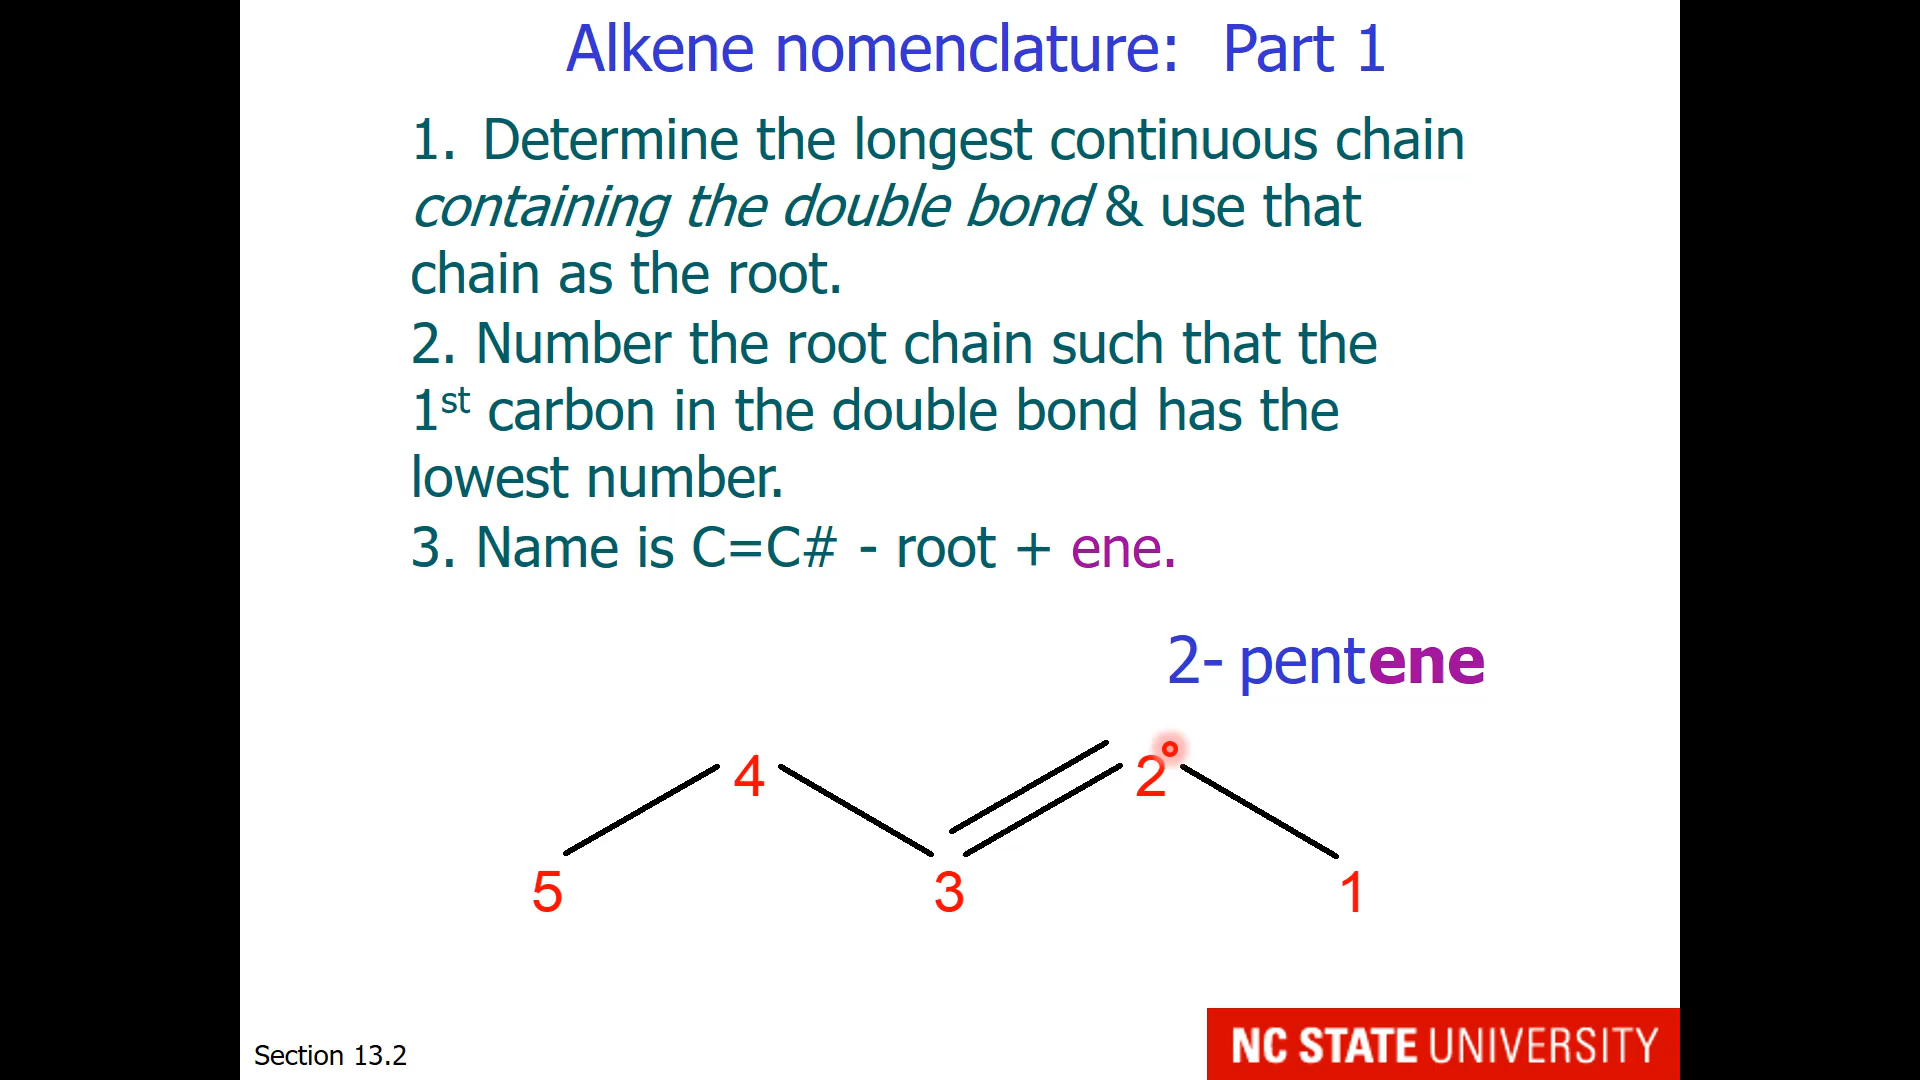 Alkene nomenclature: Part 1
1. Determine the longest continuous chain
containing the double bond & use that
chain as the root.
2. Number the root chain such that the
1st carbon in the double bond has the
lowest number.
3. Name is C=C# - root + ene.
2- pentene
4
2
5
3
1
Section 13.2
NC STATE UNIVERSITY